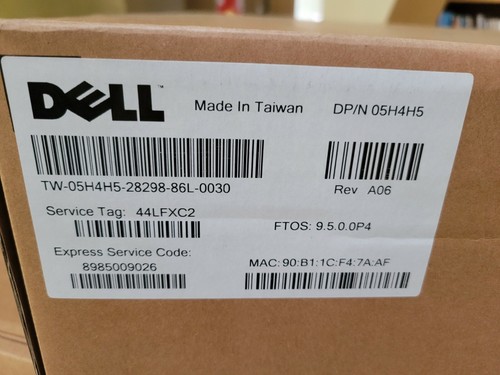 DELL
Made In Taiwan
DP/N 05H4H5
TW-05H4H5-28298-86L-0030
Rev A06
Service Tag: 44LFXC2
FTOS: 9.5.0.0P4
Express Service Code:
8985009026
MAC:90:B1:1C:F4:7A:AF